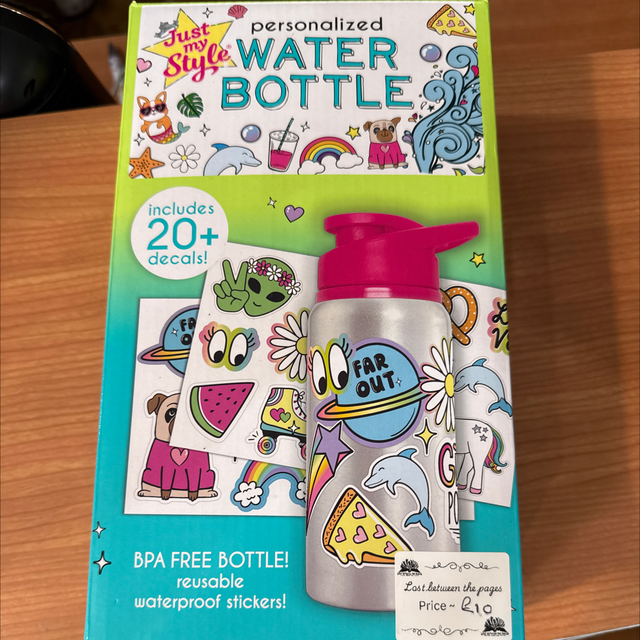 Just
my
Style
personalized
WATER
BOTTLE
includes
20+
decals!
FAR
OUT
BPA FREE BOTTLE!
reusable
waterproof stickers!
Lost between the pages
Price ~ R10